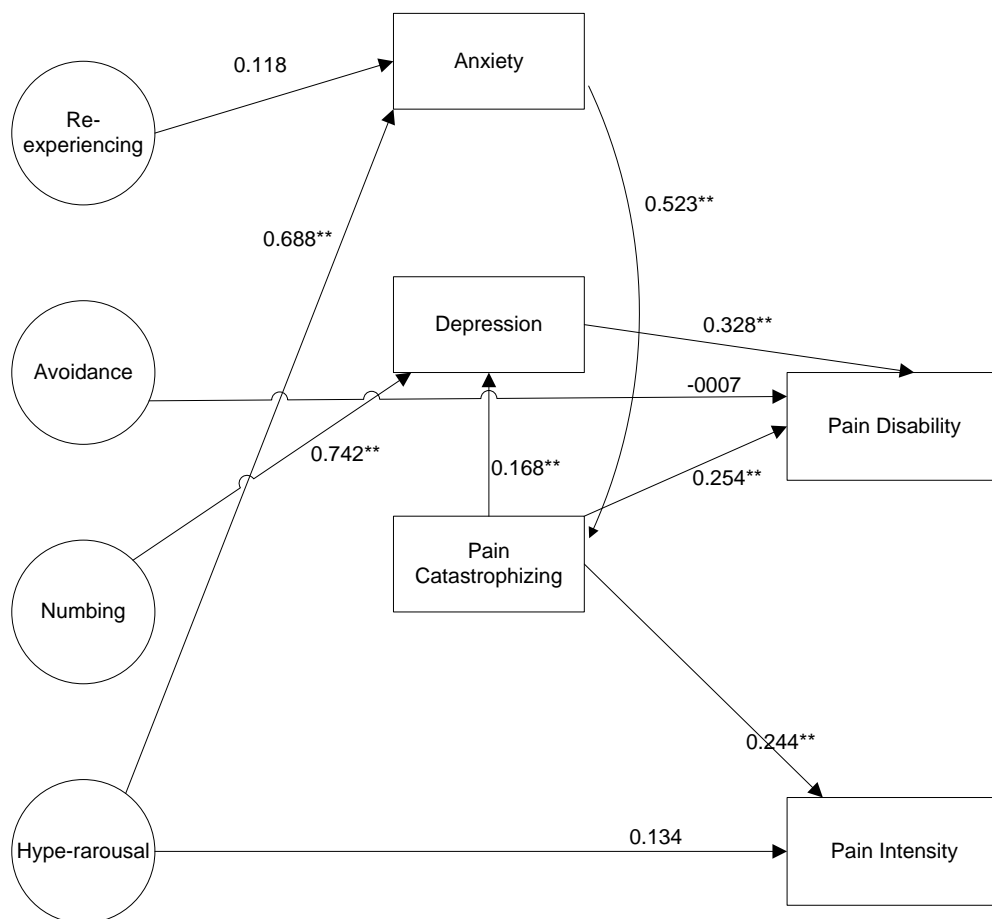 Anxiety
0.118
Re-
experiencing
0.523**
0.688**
Depression
0.328**
Avoidance
-0007
Pain Disability
0.742**
0.168**
0.254**
Pain
Catastrophizing
Numbing
0.244**
0.134
Hype-rarousal
Pain Intensity